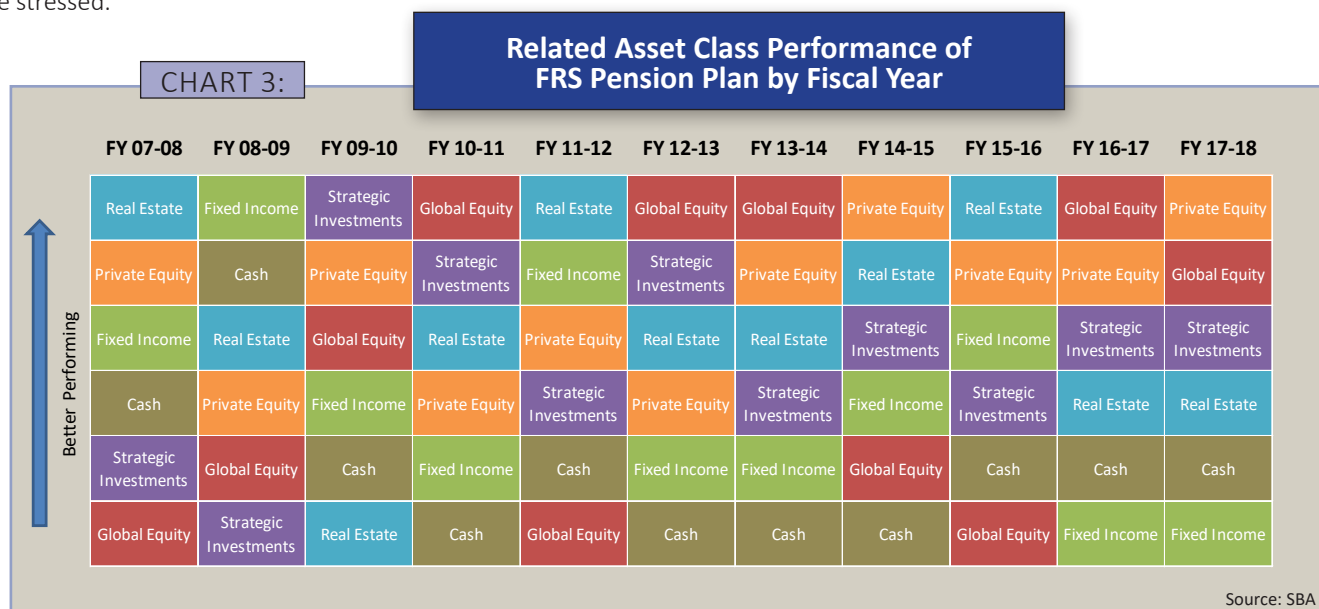 e stressed.
Related Asset Class Performance of
FRS Pension Plan by Fiscal Year
CHART 3:
FY 07-08 FY 08-09 FY 09-10 FY 10-11 FY 11-12 FY 12-13 FY 13-14 FY 14-15 FY 15-16 FY 16-17 FY 17-18
Real Estate Fixed Income Strategic Investments Global Equity Real Estate Global Equity Global Equity Private Equity Real Estate Global Equity Private Equity
Private Equity Cash Private Equity Strategic Investments Fixed Income Strategic Investments Private Equity Real Estate Private Equity Private Equity Global Equity
Fixed Income Real Estate Global Equity Real Estate Private Equity Real Estate Real Estate Strategic Investments Fixed Income Strategic Investments Strategic Investments
Cash Private Equity Fixed Income Private Equity Strategic Investments Private Equity Strategic Investments Fixed Income Strategic Investments Real Estate Real Estate
Strategic Investments Global Equity Cash Fixed Income Cash Fixed Income Fixed Income Global Equity Cash Cash Cash
Global Equity Strategic Investments Real Estate Cash Global Equity Cash Cash Cash Global Equity Fixed Income Fixed Income
Better Performing
Source: SBA